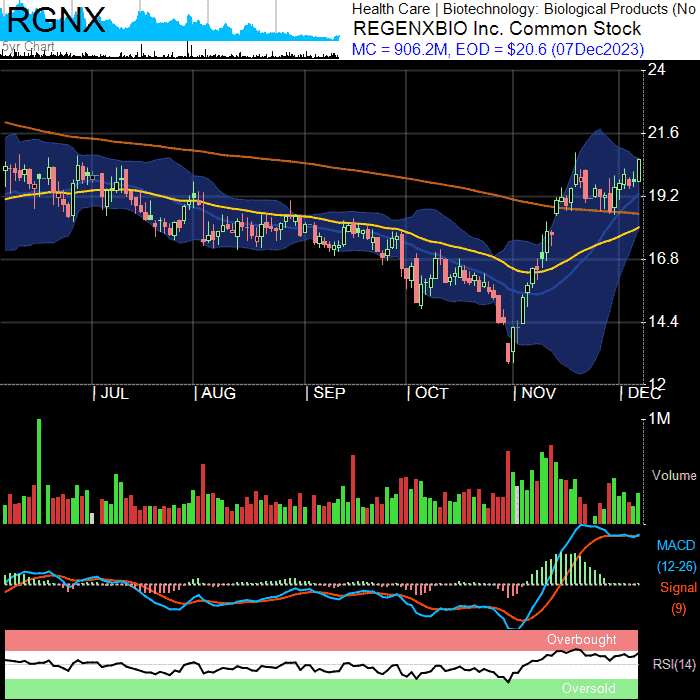 RGNX
5yr Chart
Health Care | Biotechnology: Biological Products (No
REGENXBIO Inc. Common Stock
MC = 906.2M, EOD = $20.6 (07Dec2023)
24
21.6
19.2
16.8
14.4
12
| JUL | AUG | SEP | OCT | NOV | DEC
1M
Volume
MACD
(12-26)
Signal
(9)
Overbought
RSI(14)
Oversold